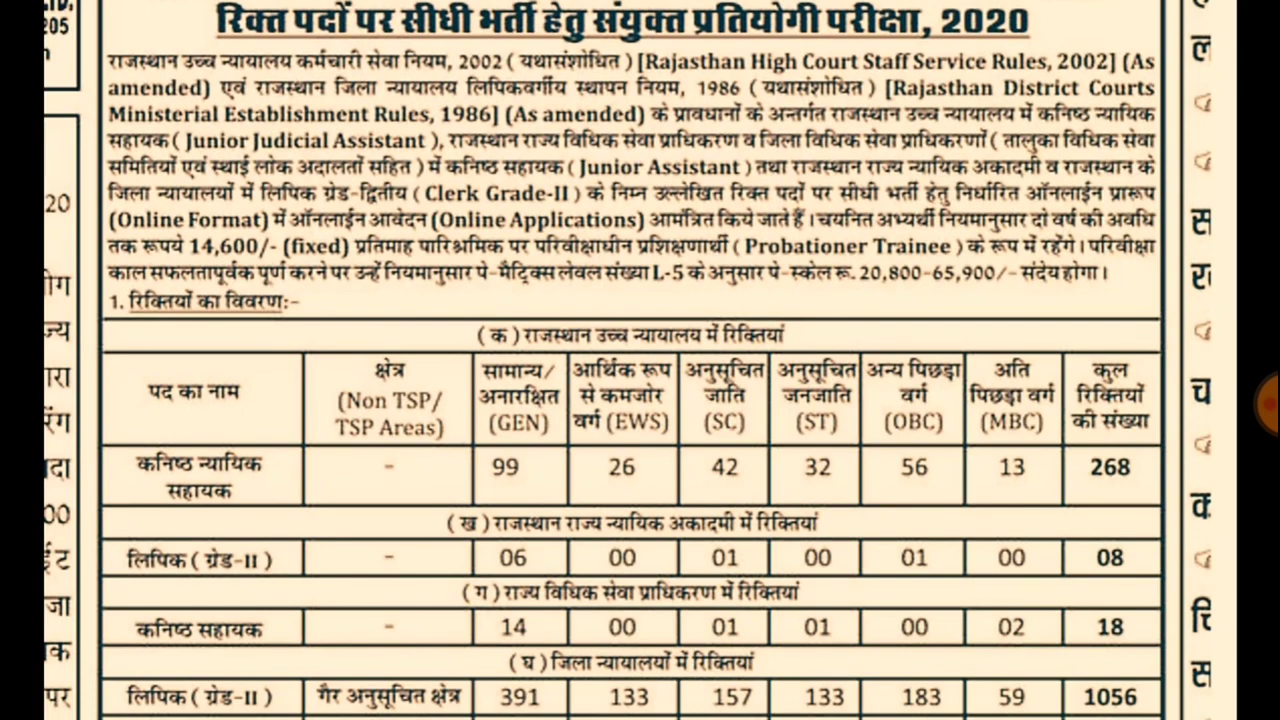 रिक्त पदों पर सीधी भर्ती हेतु संयुक्त प्रतियोगी परीक्षा, 2020
राजस्थान उच्च न्यायालय कर्मचारी सेवा नियम, 2002 ( यथासंशोधित ) [Rajasthan High Court Staff Service Rules, 2002] (As
amended) एवं राजस्थान जिला न्यायालय लिपिकवर्गीय स्थापन नियम, 1986 ( यथासंशोधित ) [Rajasthan District Courts
Ministerial Establishment Rules, 1986] (As amended) के प्रावधानों के अन्तर्गत राजस्थान उच्च न्यायालय में कनिष्ठ न्यायिक
सहायक ( Junior Judicial Assistant ), राजस्थान राज्य विधिक सेवा प्राधिकरण व जिला विधिक सेवा प्राधिकरणों ( तालुका विधिक सेवा
समितियों एवं स्थाई लोक अदालतों सहित ) में कनिष्ठ सहायक ( Junior Assistant ) तथा राजस्थान राज्य न्यायिक अकादमी व राजस्थान के
जिला न्यायालयों में लिपिक ग्रेड-द्वितीय ( Clerk Grade-II ) के निम्न उल्लेखित रिक्त पदों पर सीधी भर्ती हेतु निर्धारित ऑनलाईन प्रारूप
(Online Format) में ऑनलाईन आवेदन (Online Applications) आमंत्रित किये जाते हैं । चयनित अभ्यर्थी नियमानुसार दो वर्ष की अवधि
तक रूपये 14,600/- (fixed) प्रतिमाह पारिश्रमिक पर परिवीक्षाधीन प्रशिक्षणार्थी ( Probationer Trainee ) के रूप में रहेंगे । परिवीक्षा
काल सफलतापूर्वक पूर्ण करने पर उन्हें नियमानुसार पे-मैट्रिक्स लेवल संख्या L-5 के अनुसार पे-स्केल रू. 20,800-65,900/- संदेय होगा ।
1. रिक्तियों का विवरण:-
( क ) राजस्थान उच्च न्यायालय में रिक्तियां
पद का नाम क्षेत्र (Non TSP/ TSP Areas) सामान्य/ अनारक्षित (GEN) आर्थिक रूप से कमजोर वर्ग (EWS) अनुसूचित जाति (SC) अनुसूचित जनजाति (ST) अन्य पिछड़ा वर्ग (OBC) अति पिछड़ा वर्ग (MBC) कुल रिक्तियों की संख्या
कनिष्ठ न्यायिक सहायक - 99 26 42 32 56 13 268
( ख ) राजस्थान राज्य न्यायिक अकादमी में रिक्तियां
लिपिक ( ग्रेड-II ) - 06 00 01 00 01 00 08
( ग ) राज्य विधिक सेवा प्राधिकरण में रिक्तियां
कनिष्ठ सहायक - 14 00 01 01 00 02 18
( घ ) जिला न्यायालयों में रिक्तियां
लिपिक ( ग्रेड-II ) गैर अनुसूचित क्षेत्र 391 133 157 133 183 59 1056